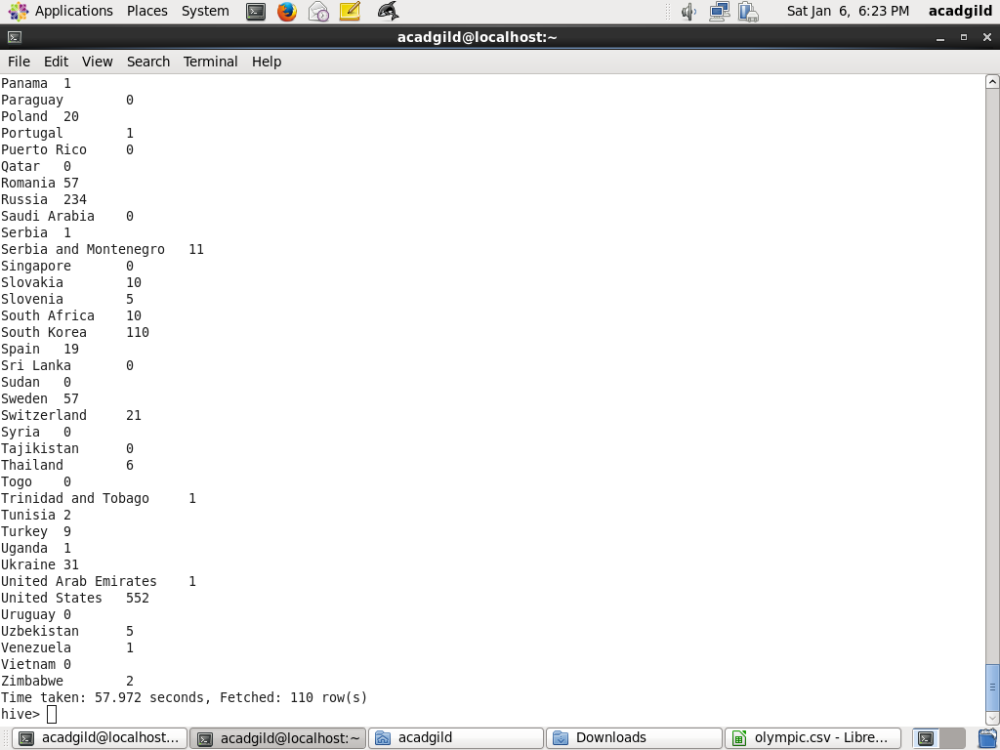 Applications Places System Sat Jan 6, 6:23 PM acadgild
acadgild@localhost:~
File Edit View Search Terminal Help
Panama 1
Paraguay 0
Poland 20
Portugal 1
Puerto Rico 0
Qatar 0
Romania 57
Russia 234
Saudi Arabia 0
Serbia 1
Serbia and Montenegro 11
Singapore 0
Slovakia 10
Slovenia 5
South Africa 10
South Korea 110
Spain 19
Sri Lanka 0
Sudan 0
Sweden 57
Switzerland 21
Syria 0
Tajikistan 0
Thailand 6
Togo 0
Trinidad and Tobago 1
Tunisia 2
Turkey 9
Uganda 1
Ukraine 31
United Arab Emirates 1
United States 552
Uruguay 0
Uzbekistan 5
Venezuela 1
Vietnam 0
Zimbabwe 2
Time taken: 57.972 seconds, Fetched: 110 row(s)
hive>
acadgild@localhost... acadgild@localhost:~ acadgild Downloads olympic.csv - Libre...